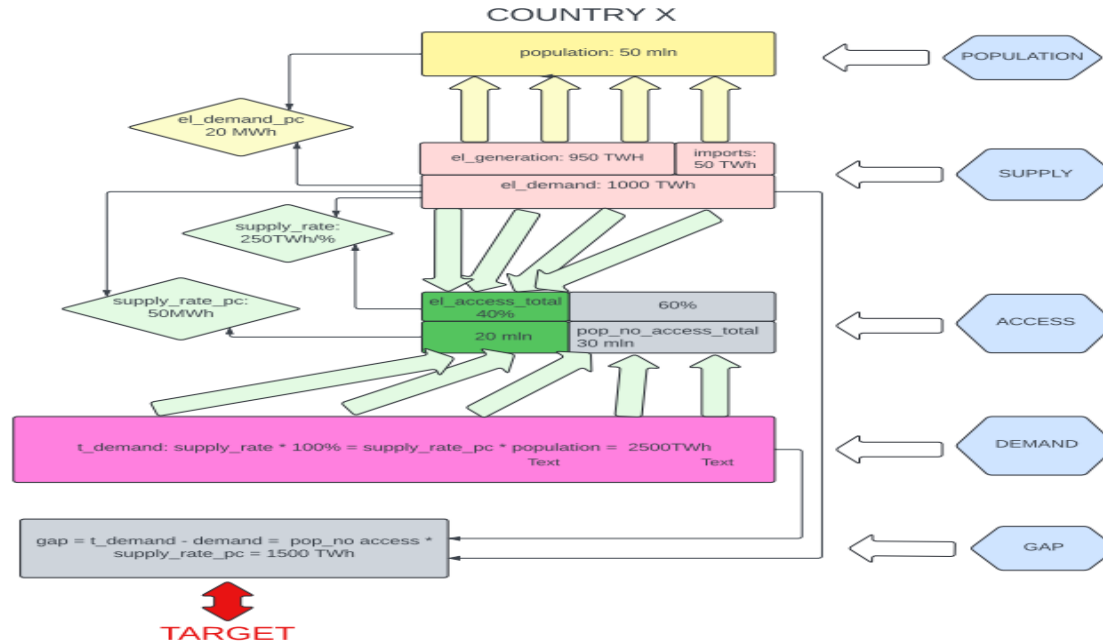 COUNTRY X
population: 50 mln
POPULATION
el_demand_pc
20 MWh
el_generation: 950 TWH
imports:
50 TWh
SUPPLY
el_demand: 1000 TWh
supply_rate:
250TWh/%
supply_rate_pc:
50MWh
el_access_total
40%
60%
20 mln
pop_no_access_total
30 mln
ACCESS
t_demand: supply_rate * 100% = supply_rate_pc * population =  2500TWh
Text
Text
DEMAND
gap = t_demand - demand =  pop_no access *
supply_rate_pc = 1500 TWh
GAP
TARGET